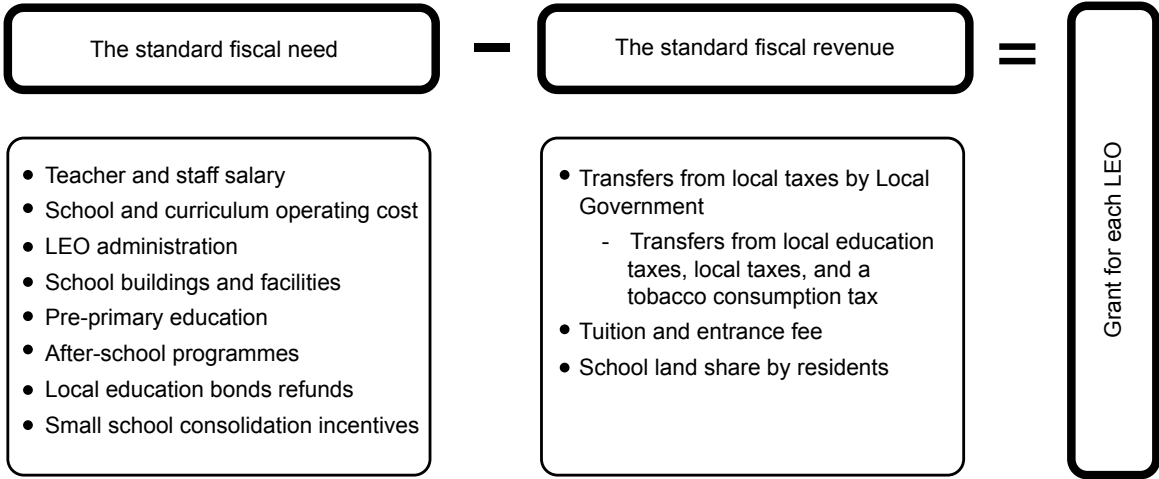 The standard fiscal need
−
The standard fiscal revenue
=
Grant for each LEO
• Teacher and staff salary
• School and curriculum operating cost
• LEO administration
• School buildings and facilities
• Pre-primary education
• After-school programmes
• Local education bonds refunds
• Small school consolidation incentives
• Transfers from local taxes by Local
Government
- Transfers from local education
taxes, local taxes, and a
tobacco consumption tax
• Tuition and entrance fee
• School land share by residents